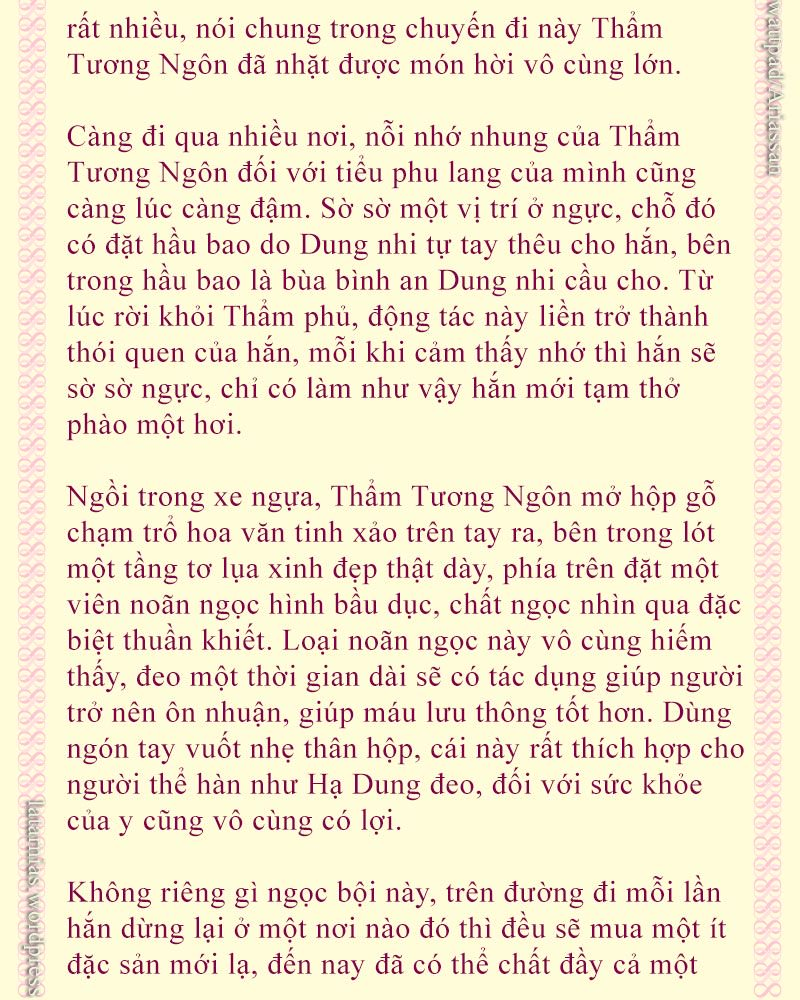 rất nhiều, nói chung trong chuyến đi này Thẩm
Tương Ngôn đã nhặt được món hời vô cùng lớn.
Càng đi qua nhiều nơi, nỗi nhớ nhung của Thẩm
Tương Ngôn đối với tiểu phu lang của mình cũng
càng lúc càng đậm. Sờ sờ một vị trí ở ngực, chỗ đó
có đặt hầu bao do Dung nhi tự tay thêu cho hắn, bên
trong hầu bao là bùa bình an Dung nhi cầu cho. Từ
lúc rời khỏi Thẩm phủ, động tác này liền trở thành
thói quen của hắn, mỗi khi cảm thấy nhớ thì hắn sẽ
sờ sờ ngực, chỉ có làm như vậy hắn mới tạm thở
phào một hơi.
Ngồi trong xe ngựa, Thẩm Tương Ngôn mở hộp gỗ
chạm trổ hoa văn tinh xảo trên tay ra, bên trong lót
một tầng tơ lụa xinh đẹp thật dày, phía trên đặt một
viên noãn ngọc hình bầu dục, chất ngọc nhìn qua đặc
biệt thuần khiết. Loại noãn ngọc này vô cùng hiếm
thấy, đeo một thời gian dài sẽ có tác dụng giúp người
trở nên ôn nhuận, giúp máu lưu thông tốt hơn. Dùng
ngón tay vuốt nhẹ thân hộp, cái này rất thích hợp cho
người thể hàn như Hạ Dung đeo, đối với sức khỏe
của y cũng vô cùng có lợi.
Không riêng gì ngọc bội này, trên đường đi mỗi lần
hắn dừng lại ở một nơi nào đó thì đều sẽ mua một ít
đặc sản mới lạ, đến nay đã có thể chất đầy cả một
wattpad/Ariassan